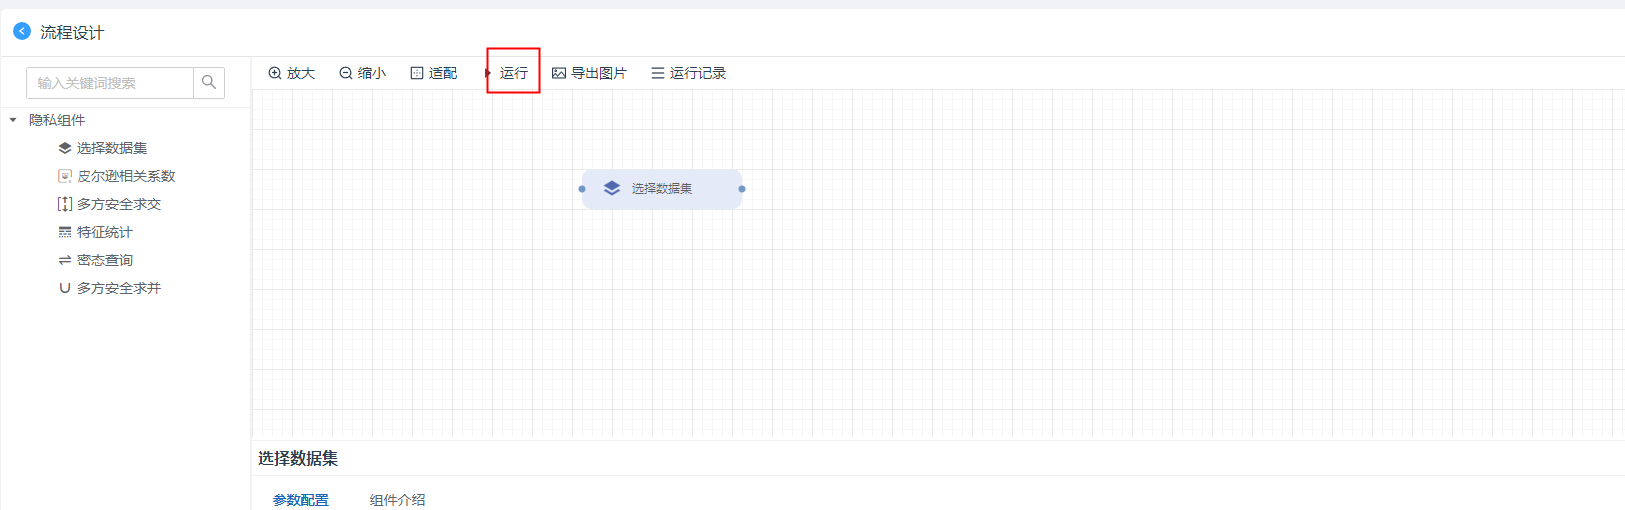 流程设计
输入关键词搜索
放大 缩小 适配 运行 导出图片 运行记录
隐私组件
选择数据集
皮尔逊相关系数
多方安全求交
特征统计
密态查询
多方安全求并
选择数据集
选择数据集
参数配置 组件介绍